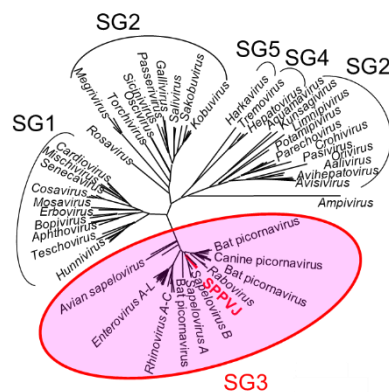 SG2
Megrivirus
Torchivirus
Sicinivirus
Oscivirus
Passerivirus
Gallivirus
Salivirus
Sakobuvirus
Kobuvirus
Rosavirus
SG5
SG4
SG2
Harkavirus
Tremovirus
Hepatovirus
Aquamavirus
Kunsagivirus
Limnipivirus
Potamipivirus
Parechovirus
Crohivirus
Pasivirus
Orivirus
Aalivirus
Avihepatovirus
Avisivirus
Ampivirus
SG1
Cardiovirus
Mischivirus
Senecavirus
Cosavirus
Mosavirus
Erbovirus
Bopivirus
Aphthovirus
Teschovirus
Hunnivirus
Avian sapelovirus
Enterovirus A-L
Rhinovirus A-C
Bat picornavirus
Sapelovirus A
Sapelovirus B
SPPVJ
Rabovirus
Bat picornavirus
Canine picornavirus
Bat picornavirus
SG3